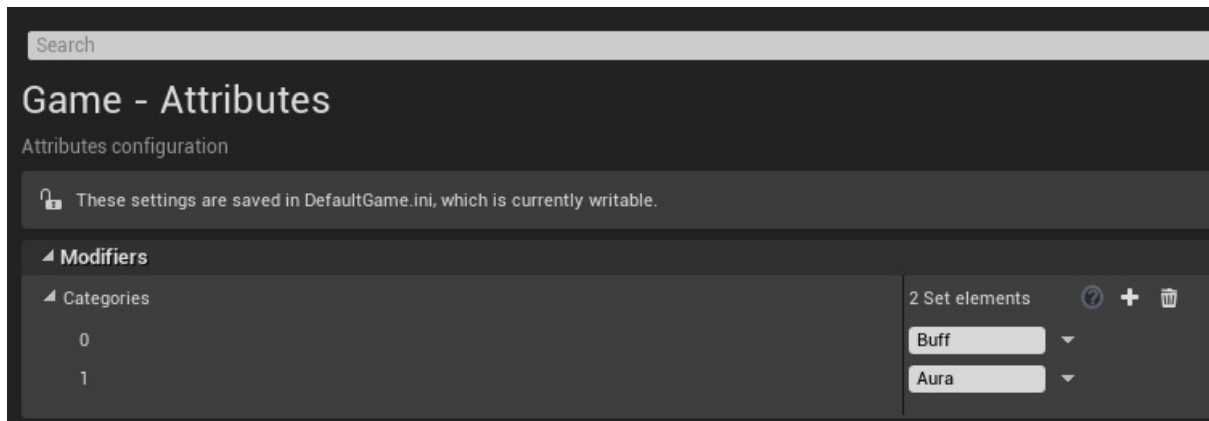 Search
Game - Attributes
Attributes configuration
These settings are saved in DefaultGame.ini, which is currently writable.
Modifiers
Categories 2 Set elements
0 Buff
1 Aura